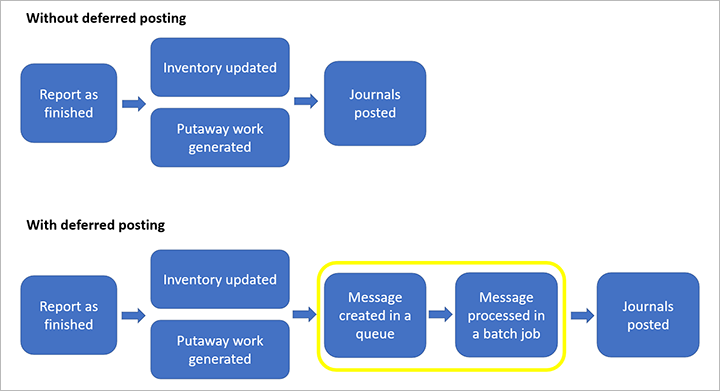 Without deferred posting
Report as
finished
Inventory updated
Putaway work
generated
Journals
posted
With deferred posting
Report as
finished
Inventory updated
Putaway work
generated
Message
created in a
queue
Message
processed in
a batch job
Journals
posted